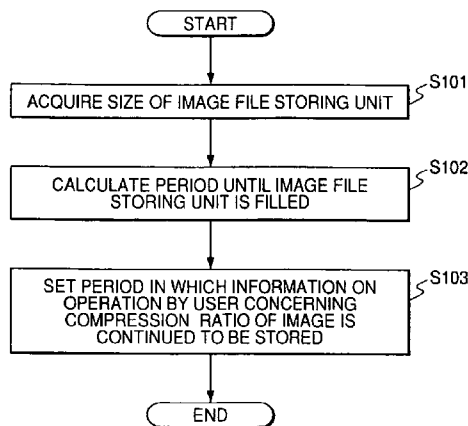 START
S101
ACQUIRE SIZE OF IMAGE FILE STORING UNIT
S102
CALCULATE PERIOD UNTIL IMAGE FILE
STORING UNIT IS FILLED
S103
SET PERIOD IN WHICH INFORMATION ON
OPERATION BY USER CONCERNING
COMPRESSION RATIO OF IMAGE IS
CONTINUED TO BE STORED
END